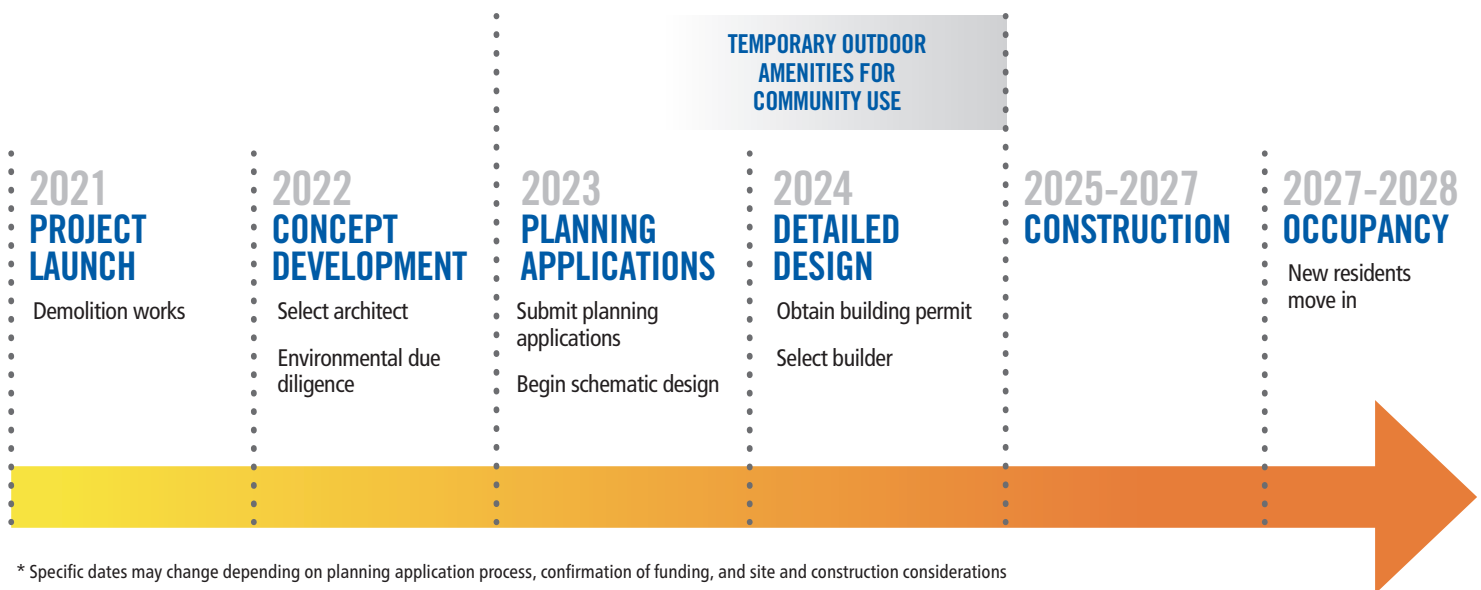 TEMPORARY OUTDOOR
AMENITIES FOR
COMMUNITY USE
2021
PROJECT
LAUNCH
Demolition works
2022
CONCEPT
DEVELOPMENT
Select architect
Environmental due
diligence
2023
PLANNING
APPLICATIONS
Submit planning
applications
Begin schematic design
2024
DETAILED
DESIGN
Obtain building permit
Select builder
2025-2027
CONSTRUCTION
2027-2028
OCCUPANCY
New residents
move in
* Specific dates may change depending on planning application process, confirmation of funding, and site and construction considerations